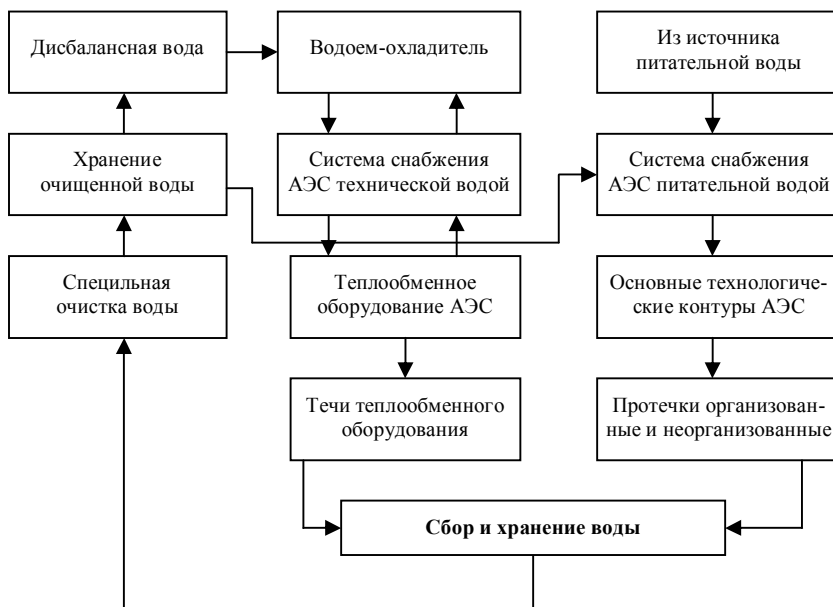 Дисбалансная вода
Водоем-охладитель
Из источника
питательной воды
Хранение
очищенной воды
Система снабжения
АЭС технической водой
Система снабжения
АЭС питательной водой
Специльная
очистка воды
Теплообменное
оборудование АЭС
Основные технологиче-
ские контуры АЭС
Течи теплообменного
оборудования
Протечки организован-
ные и неорганизованные
Сбор и хранение воды